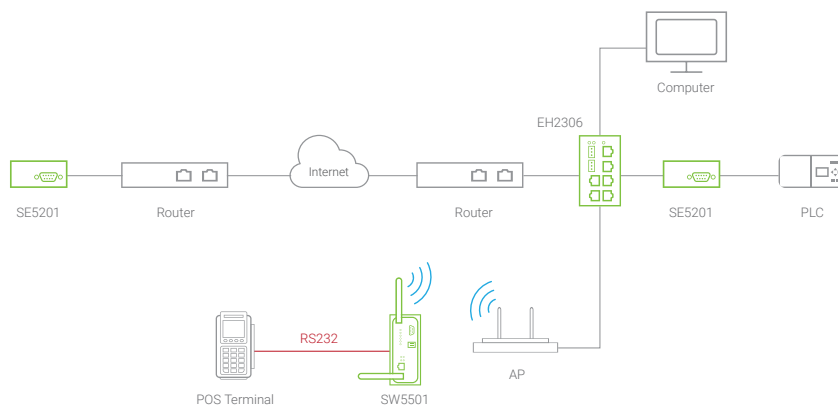 Computer
EH2306
Internet
SE5201
Router
Router
SE5201
PLC
RS232
AP
POS Terminal
SW5501